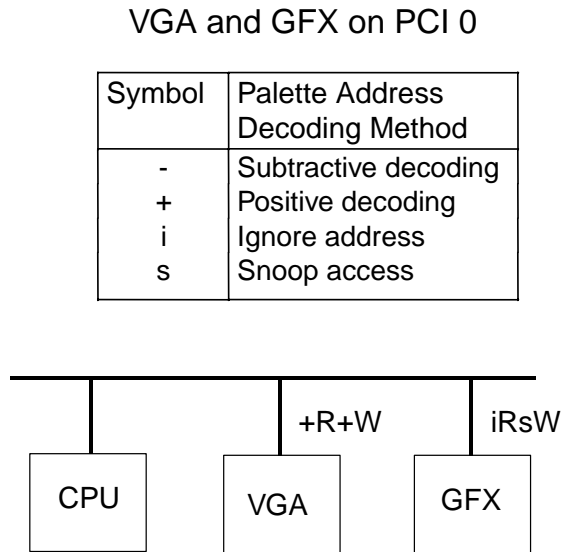 VGA and GFX on PCI 0
Symbol Palette Address
Decoding Method
- Subtractive decoding
+ Positive decoding
i Ignore address
s Snoop access
+R+W iRsW
CPU VGA GFX